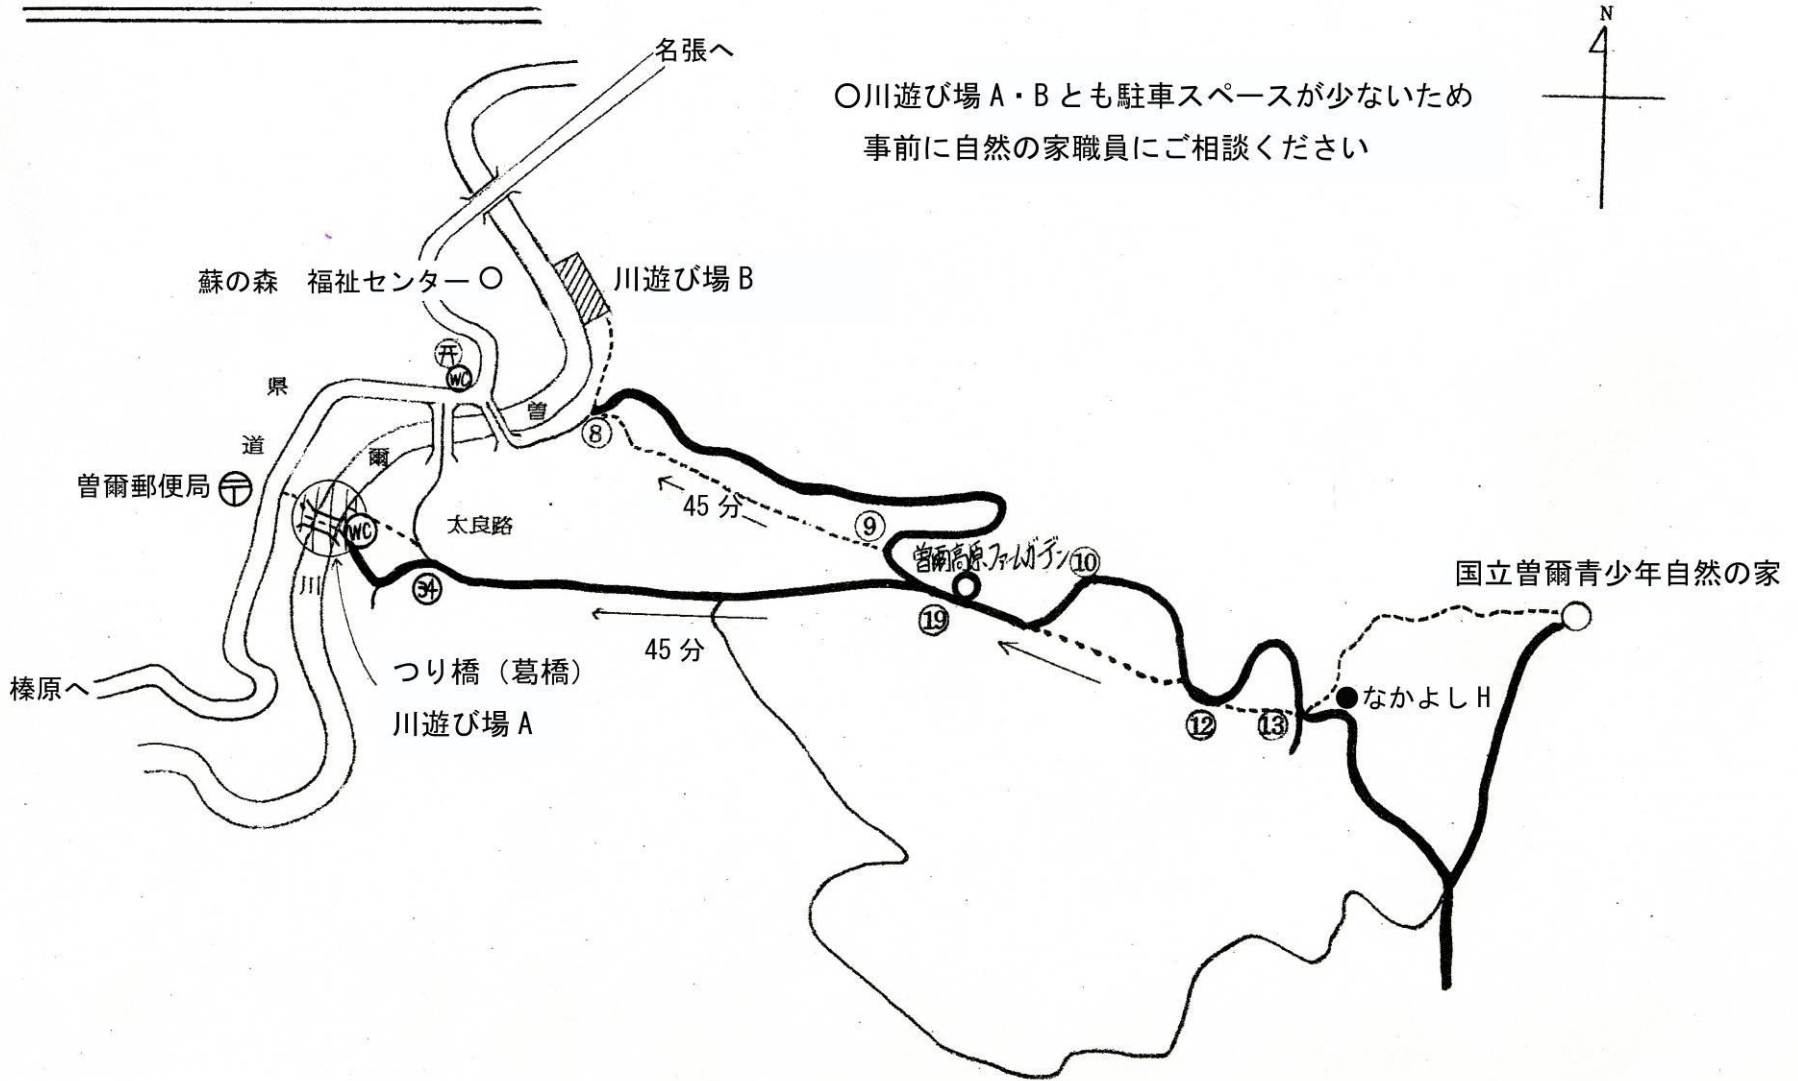 N
名張へ
○川遊び場A・Bとも駐車スペースが少ないため
事前に自然の家職員にご相談ください
蘇の森 福祉センター
川遊び場B
WC
県
道
曽
爾
川
⑧
曽爾郵便局
45分
⑨
太良路
WC
曽爾高原ファームガーデン
⑩
国立曽爾青少年自然の家
34
⑲
45分
つり橋（葛橋）
川遊び場A
榛原へ
なかよしH
⑫
⑬